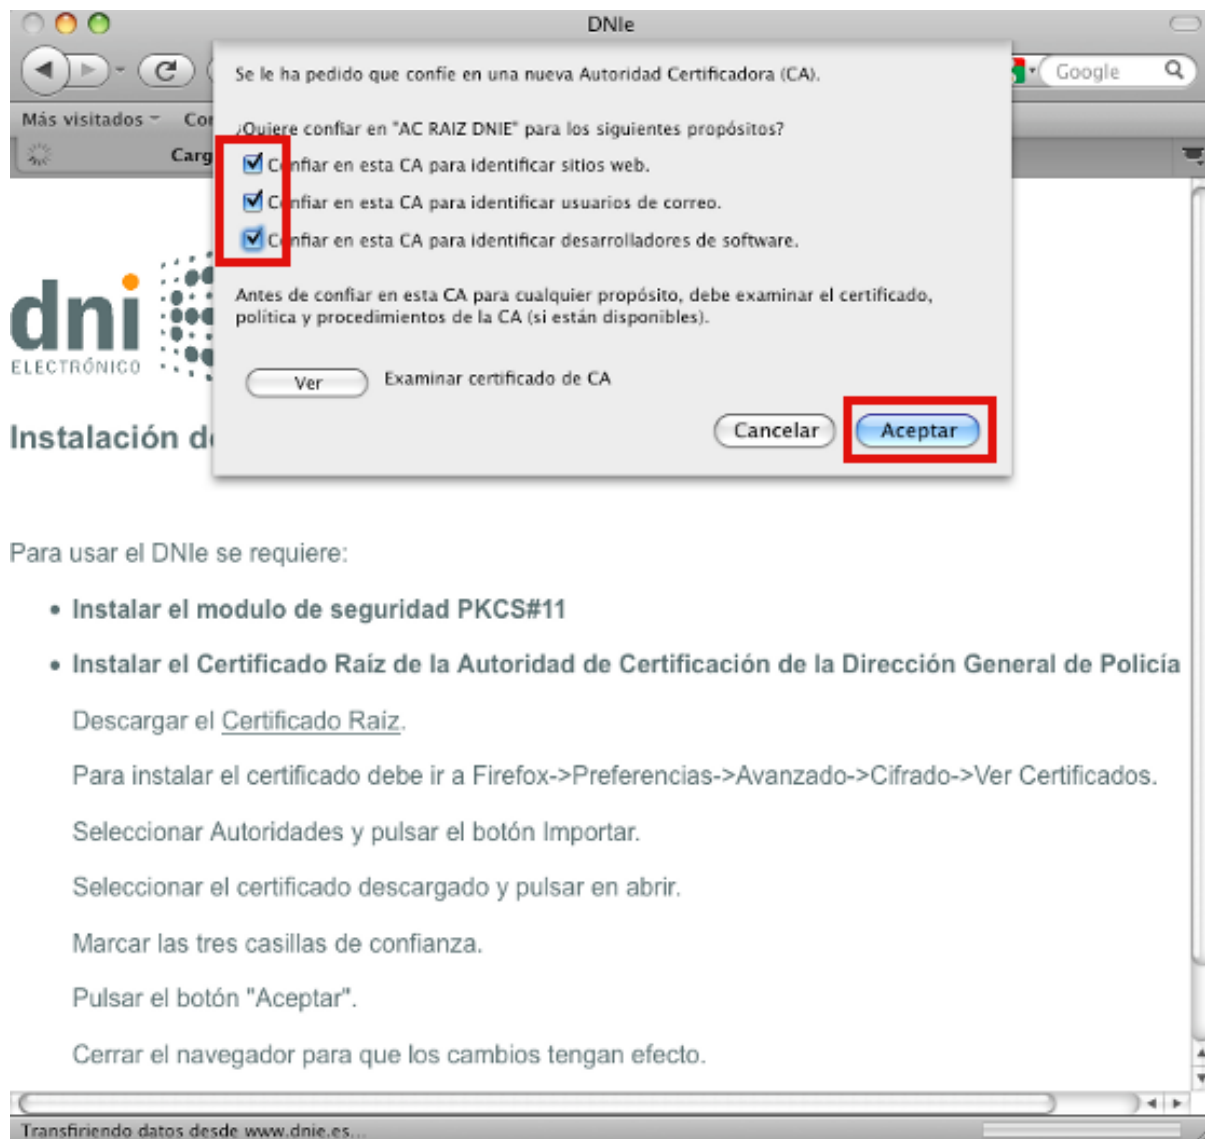 DNIe
Se le ha pedido que confíe en una nueva Autoridad Certificadora (CA).
Google
Más visitados
¿Quiere confiar en "AC RAIZ DNIE" para los siguientes propósitos?
Carg
Confiar en esta CA para identificar sitios web.
Confiar en esta CA para identificar usuarios de correo.
Confiar en esta CA para identificar desarrolladores de software.
Antes de confiar en esta CA para cualquier propósito, debe examinar el certificado,
política y procedimientos de la CA (si están disponibles).
dni
ELECTRÓNICO
Ver Examinar certificado de CA
Cancelar Aceptar
Instalación d
Para usar el DNIe se requiere:
• Instalar el modulo de seguridad PKCS#11
• Instalar el Certificado Raíz de la Autoridad de Certificación de la Dirección General de Policía
Descargar el Certificado Raíz.
Para instalar el certificado debe ir a Firefox->Preferencias->Avanzado->Cifrado->Ver Certificados.
Seleccionar Autoridades y pulsar el botón Importar.
Seleccionar el certificado descargado y pulsar en abrir.
Marcar las tres casillas de confianza.
Pulsar el botón "Aceptar".
Cerrar el navegador para que los cambios tengan efecto.
Transfiriendo datos desde www.dnie.es...